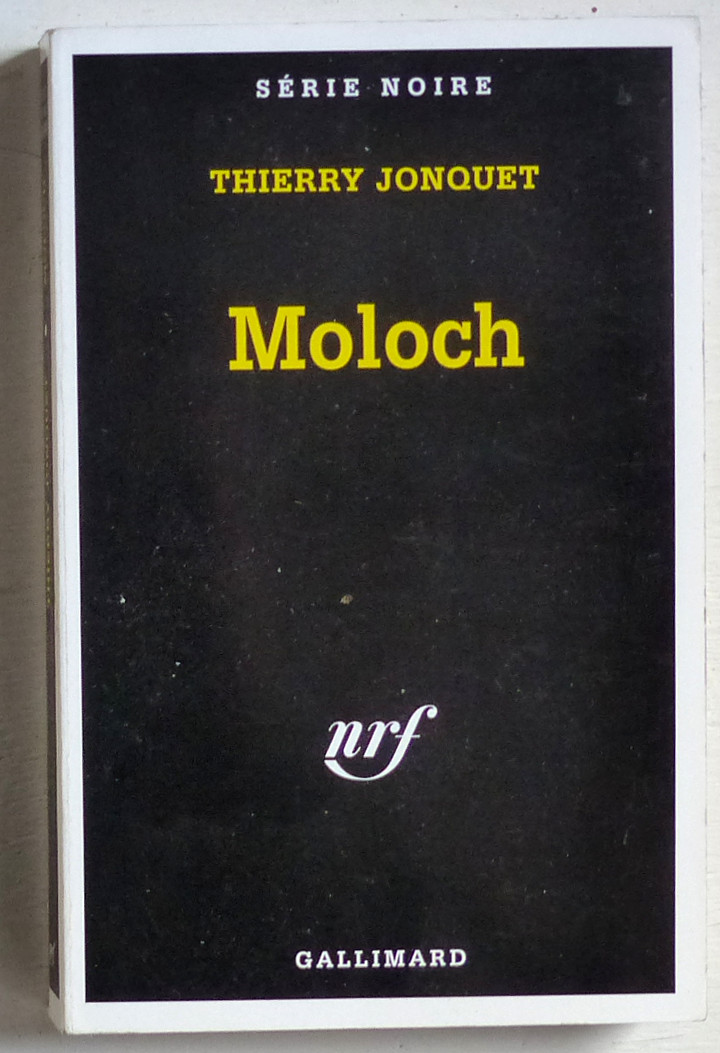 SÉRIE NOIRE
THIERRY JONQUET
Moloch
nrf
GALLIMARD